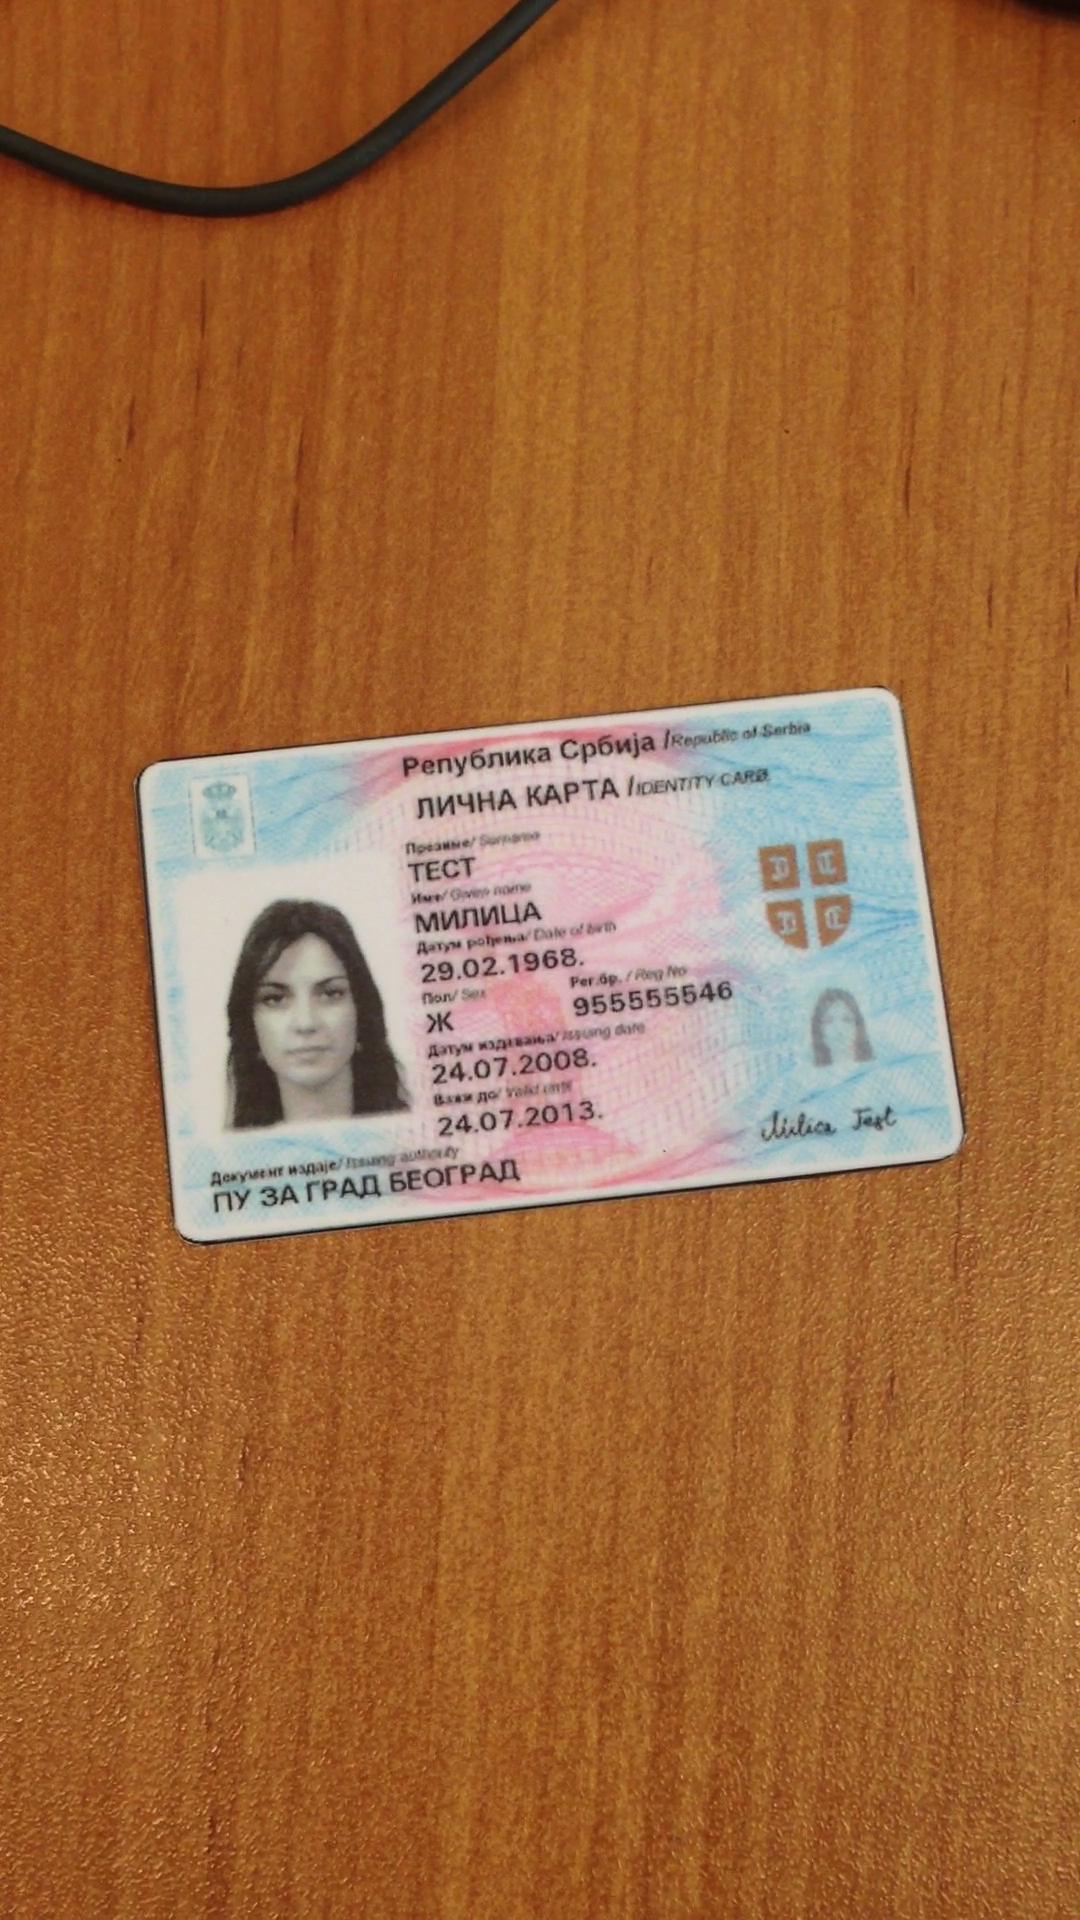 Република Србија /Republic of Serbia
ЛИЧНА КАРТА /IDENTITY CARD
Презиме/ Surname
ТЕСТ
Име/ Given name
МИЛИЦА
Датум рођења/ Date of birth
29.02.1968.
Пол/ Sex
Рег.бр. / Reg No
Ж
955555546
Датум издавања/ Issuing date
24.07.2008.
Важи до/ Valid until
24.07.2013.
Milica Test
Документ издаје/ Issuing authority
ПУ ЗА ГРАД БЕОГРАД